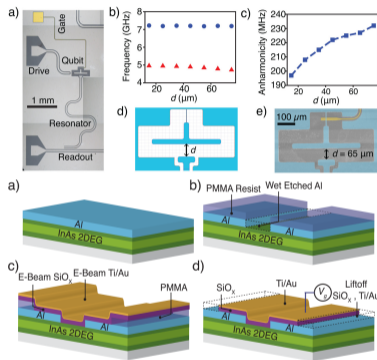 a)
Gate
Qubit
Drive
1 mm
Resonator
Readout
b)
Frequency (GHz)
8
7
6
5
4
20 40 60
d (µm)
c)
Anharmonicity (MHz)
240
230
220
210
200
190
20 40 60
d (µm)
d)
d
e)
100 µm
d = 65 µm
a)
Al
InAs 2DEG
b)
PMMA Resist
Wet Etched Al
Al
InAs 2DEG
c)
E-Beam SiOx
E-Beam Ti/Au
PMMA
Al
Al
InAs 2DEG
d)
SiOx
Ti/Au
Vg
Liftoff
SiOx , Ti/Au
Al
Al
InAs 2DEG